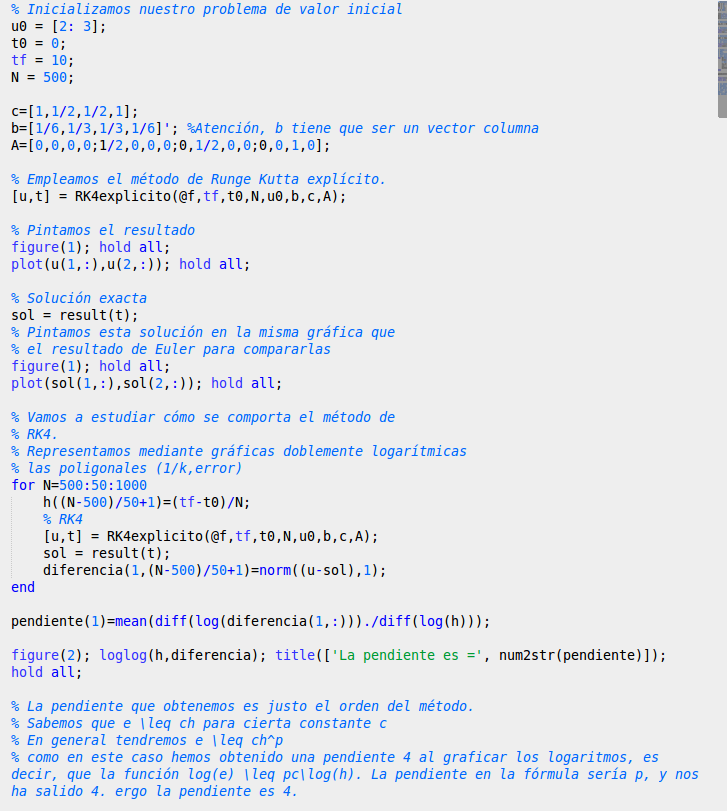 % Inicializamos nuestro problema de valor inicial
u0 = [2: 3];
t0 = 0;
tf = 10;
N = 500;
c=[1,1/2,1/2,1];
b=[1/6,1/3,1/3,1/6]'; %Atención, b tiene que ser un vector columna
A=[0,0,0,0;1/2,0,0,0;0,1/2,0,0;0,0,1,0];
% Empleamos el método de Runge Kutta explícito.
[u,t] = RK4explicito(@f,tf,t0,N,u0,b,c,A);
% Pintamos el resultado
figure(1); hold all;
plot(u(1,:),u(2,:)); hold all;
% Solución exacta
sol = result(t);
% Pintamos esta solución en la misma gráfica que
% el resultado de Euler para compararlas
figure(1); hold all;
plot(sol(1,:),sol(2,:)); hold all;
% Vamos a estudiar cómo se comporta el método de
% RK4.
% Representamos mediante gráficas doblemente logarítmicas
% las poligonales (1/k,error)
for N=500:50:1000
h((N-500)/50+1)=(tf-t0)/N;
% RK4
[u,t] = RK4explicito(@f,tf,t0,N,u0,b,c,A);
sol = result(t);
diferencia(1,(N-500)/50+1)=norm((u-sol),1);
end
pendiente(1)=mean(diff(log(diferencia(1,:)))./diff(log(h)));
figure(2); loglog(h,diferencia); title(['La pendiente es =', num2str(pendiente)]);
hold all;
% La pendiente que obtenemos es justo el orden del método.
% Sabemos que e \leq ch para cierta constante c
% En general tendremos e \leq ch^p
% como en este caso hemos obtenido una pendiente 4 al graficar los logaritmos, es
decir, que la función log(e) \leq pc\log(h). La pendiente en la fórmula sería p, y nos
ha salido 4. ergo la pendiente es 4.